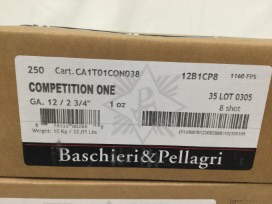 250 Cart. CA1T01CON038 12B1CP8 1160 FPS
COMPETITION ONE
GA. 12 / 2 3/4" 1 oz 35 LOT 0305
8 shot
Weight: 10 Kg / 22,05 Lbs
Baschieri&Pellagri